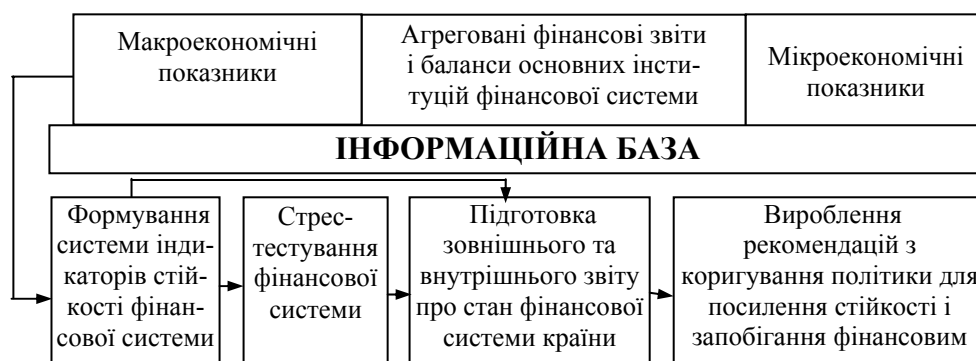 Макроекономічні
показники
Агреговані фінансові звіти
і баланси основних інсти-
туцій фінансової системи
Мікроекономічні
показники
ІНФОРМАЦІЙНА БАЗА
Формування
системи інди-
каторів стій-
кості фінан-
сової системи
Стрес-
тестування
фінансової
системи
Підготовка
зовнішнього та
внутрішнього звіту
про стан фінансової
системи країни
Вироблення
рекомендацій з
коригування політики для
посилення стійкості і
запобігання фінансовим